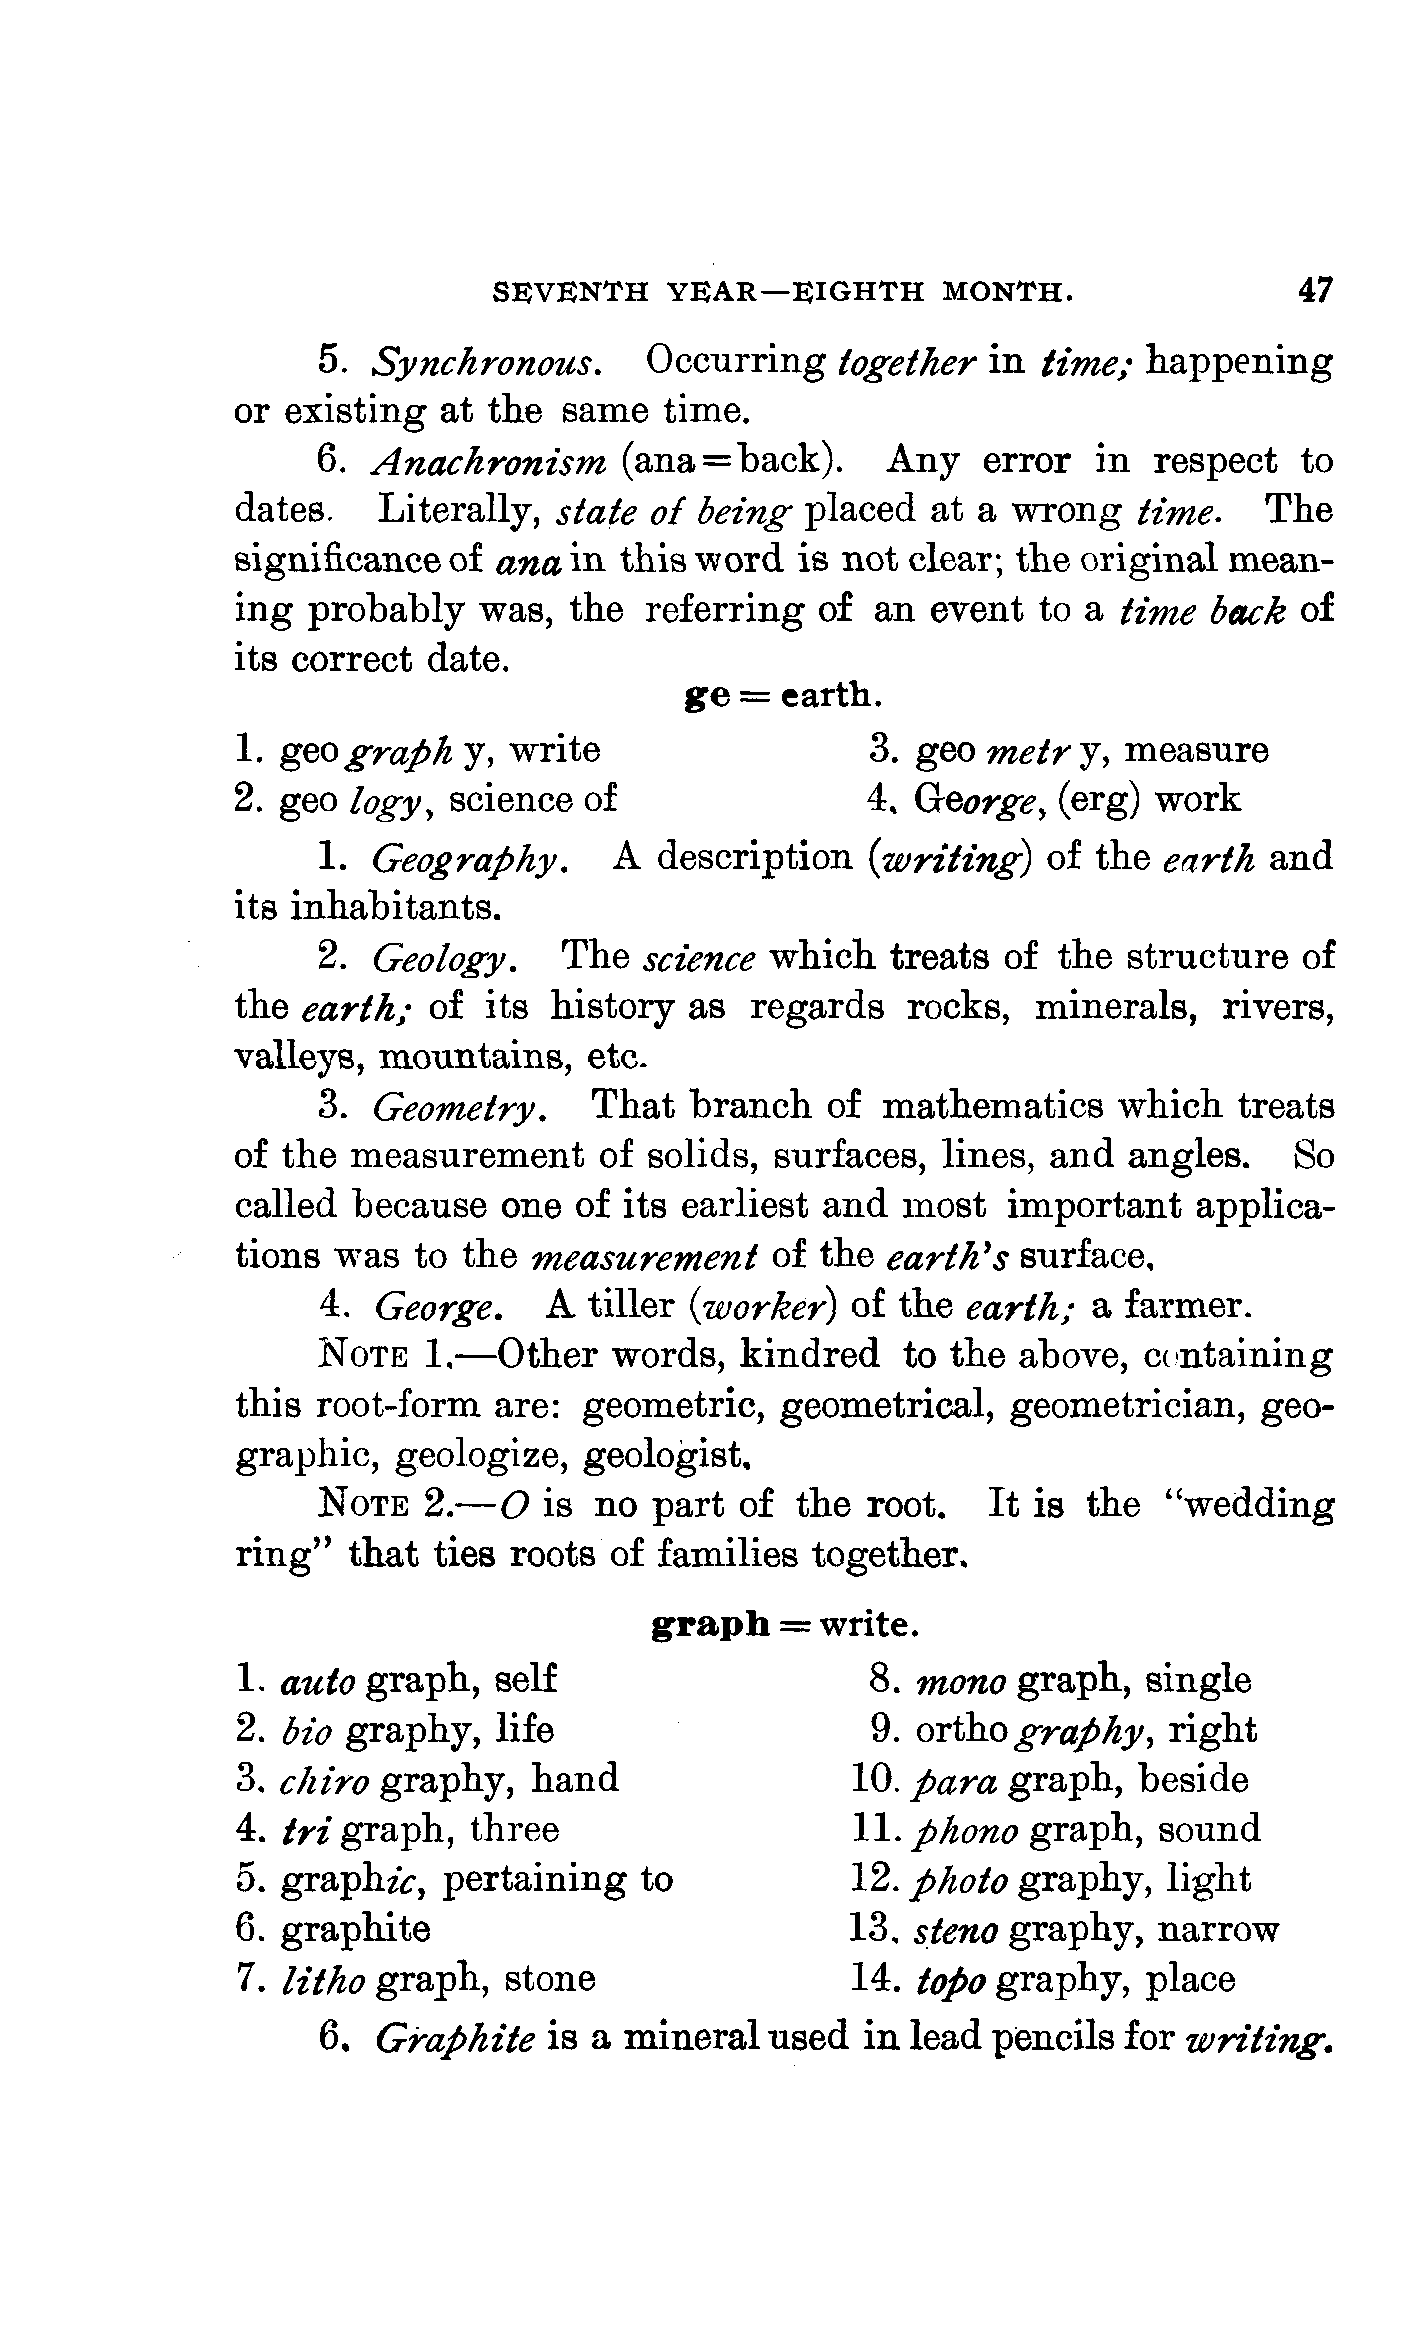 SEVENTH YEAR—EIGHTH MONTH. 47
5. Synchronous. Occurring together in time; happening
or existing at the same time.
6. Anachronism (ana=back). Any error in respect to
dates. Literally, state of being placed at a wrong time. The
significance of ana in this word is not clear; the original mean-
ing probably was, the referring of an event to a time back of
its correct date.
ge = earth.
1. geo graph y, write
2. geo logy, science of
3. geo metr y, measure
4. George, (erg) work
1. Geography. A description (writing) of the earth and
its inhabitants.
2. Geology. The science which treats of the structure of
the earth; of its history as regards rocks, minerals, rivers,
valleys, mountains, etc.
3. Geometry. That branch of mathematics which treats
of the measurement of solids, surfaces, lines, and angles. So
called because one of its earliest and most important applica-
tions was to the measurement of the earth's surface.
4. George. A tiller (worker) of the earth; a farmer.
NOTE 1.—Other words, kindred to the above, containing
this root-form are: geometric, geometrical, geometrician, geo-
graphic, geologize, geologist.
NOTE 2.—O is no part of the root. It is the "wedding
ring" that ties roots of families together.
graph = write.
1. auto graph, self
2. bio graphy, life
3. chiro graphy, hand
4. tri graph, three
5. graphic, pertaining to
6. graphite
7. litho graph, stone
8. mono graph, single
9. ortho graphy, right
10. para graph, beside
11. phono graph, sound
12. photo graphy, light
13. steno graphy, narrow
14. topo graphy, place
6. Graphite is a mineral used in lead pencils for writing.